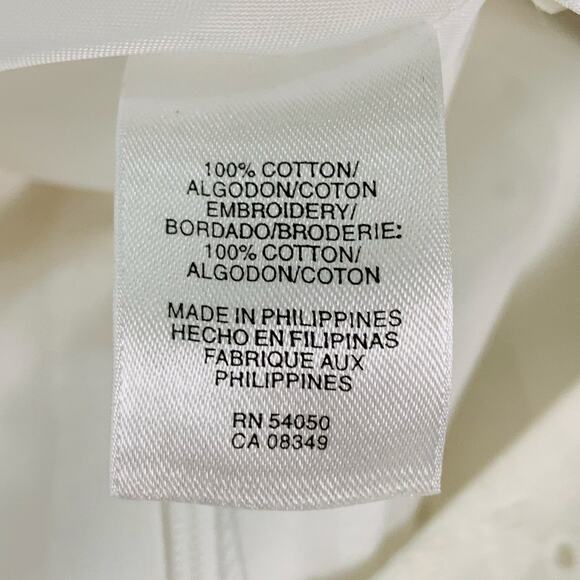 100% COTTON/
ALGODON/COTON
EMBROIDERY/
BORDADO/BRODERIE:
100% COTTON/
ALGODON/COTON
MADE IN PHILIPPINES
HECHO EN FILIPINAS
FABRIQUE AUX
PHILIPPINES
RN 54050
CA 08349